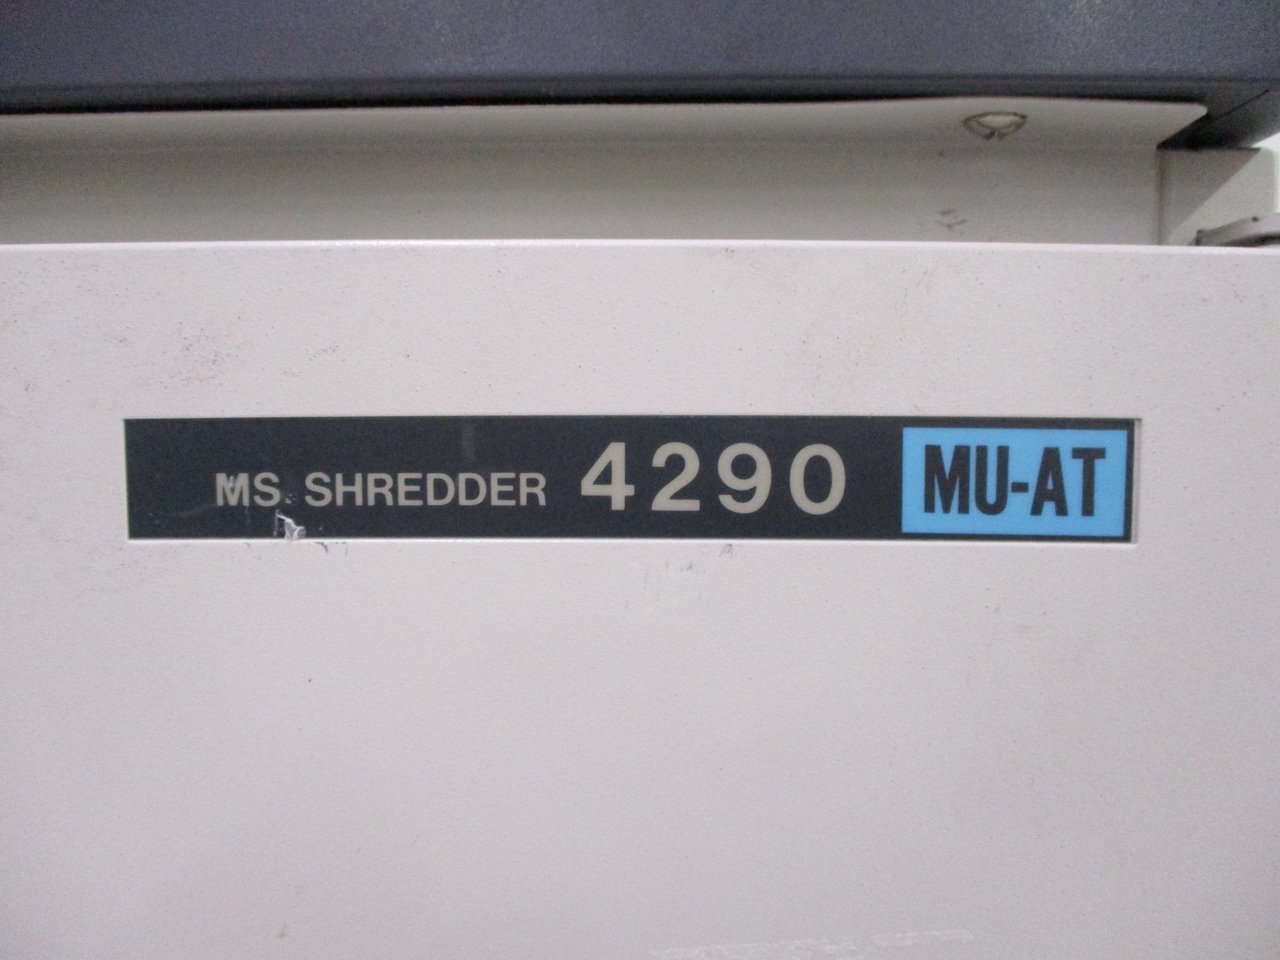 MS. SHREDDER 4290 MU-AT